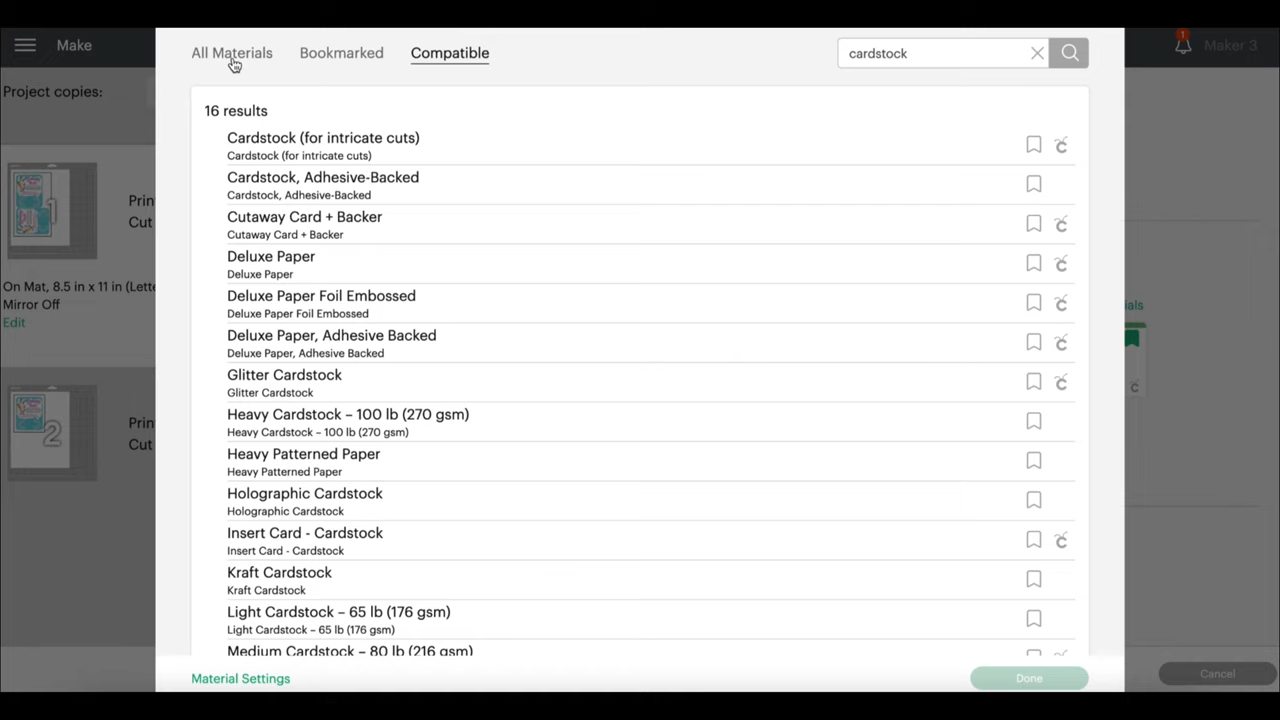 Make
All Materials
Bookmarked
Compatible
cardstock
1
Maker 3
Project copies:
16 results
Cardstock (for intricate cuts)
Cardstock (for intricate cuts)
Cardstock, Adhesive-Backed
Cardstock, Adhesive-Backed
Cutaway Card + Backer
Cutaway Card + Backer
Deluxe Paper
Deluxe Paper
Deluxe Paper Foil Embossed
Deluxe Paper Foil Embossed
Deluxe Paper, Adhesive Backed
Deluxe Paper, Adhesive Backed
Glitter Cardstock
Glitter Cardstock
Heavy Cardstock – 100 lb (270 gsm)
Heavy Cardstock – 100 lb (270 gsm)
Heavy Patterned Paper
Heavy Patterned Paper
Holographic Cardstock
Holographic Cardstock
Insert Card - Cardstock
Insert Card - Cardstock
Kraft Cardstock
Kraft Cardstock
Light Cardstock – 65 lb (176 gsm)
Light Cardstock – 65 lb (176 gsm)
Medium Cardstock – 80 lb (216 gsm)
1
Prin
Cut
On Mat, 8.5 in x 11 in (Lette
Mirror Off
Edit
2
Prin
Cut
ials
Material Settings
Done
Cancel